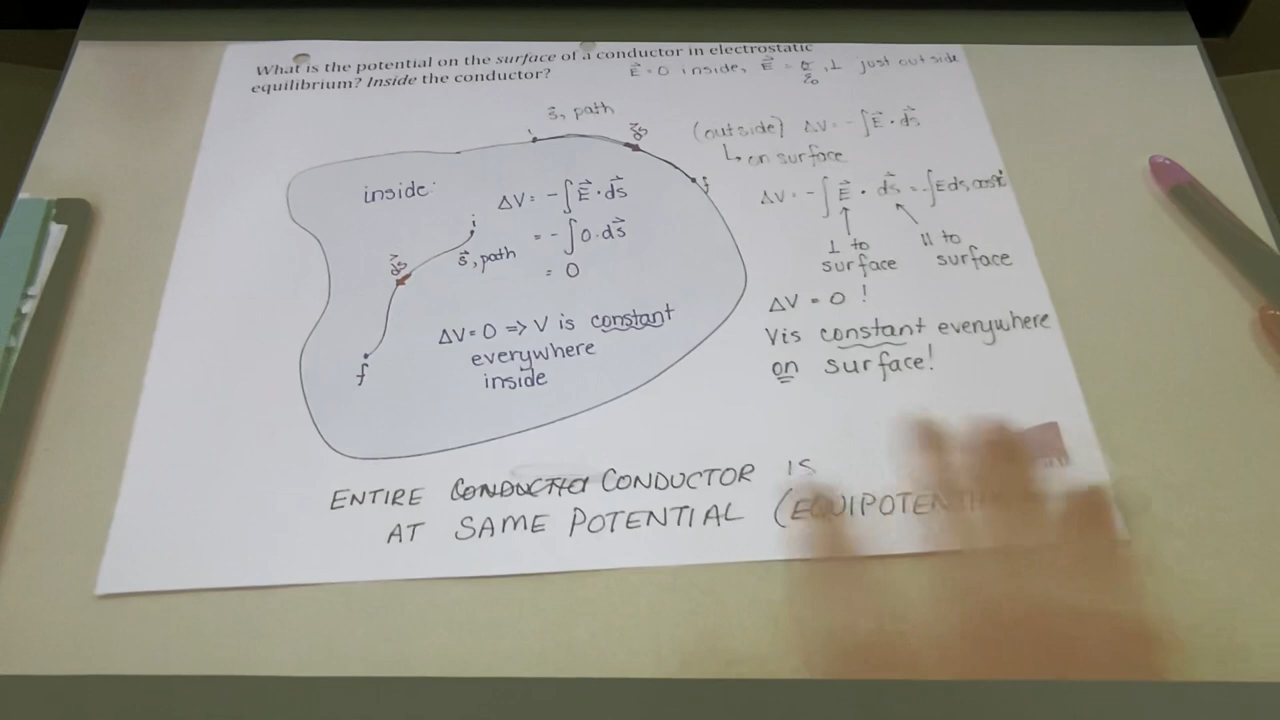 What is the potential on the surface of a conductor in electrostatic
equilibrium? Inside the conductor?
E⃗ = 0 inside, E⃗ = σ/ε₀, ⊥ just outside
s⃗, path
i
ds⃗
f
inside:
ΔV = -∫E⃗·ds⃗
= -∫0·ds⃗
= 0
i
s⃗, path
ds⃗
f
ΔV = 0 => V is constant
everywhere
inside
(outside) ΔV = -∫E⃗·ds⃗
↳ on surface
ΔV = -∫E⃗ · ds⃗ = -∫E ds
⊥ to
surface
|| to
surface
ΔV = 0 !
V is constant everywhere
on surface!
ENTIRE CONDUCTOR IS
AT SAME POTENTIAL